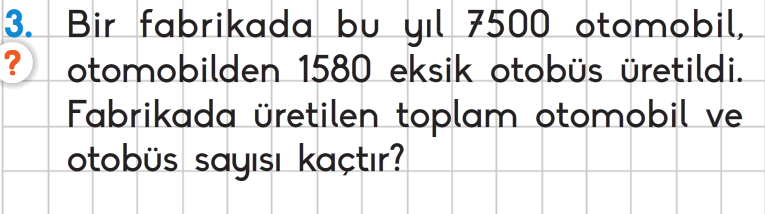 3. Bir fabrikada bu yıl 7500 otomobil,
? otomobilden 1580 eksik otobüs üretildi.
Fabrikada üretilen toplam otomobil ve
otobüs sayısı kaçtır?